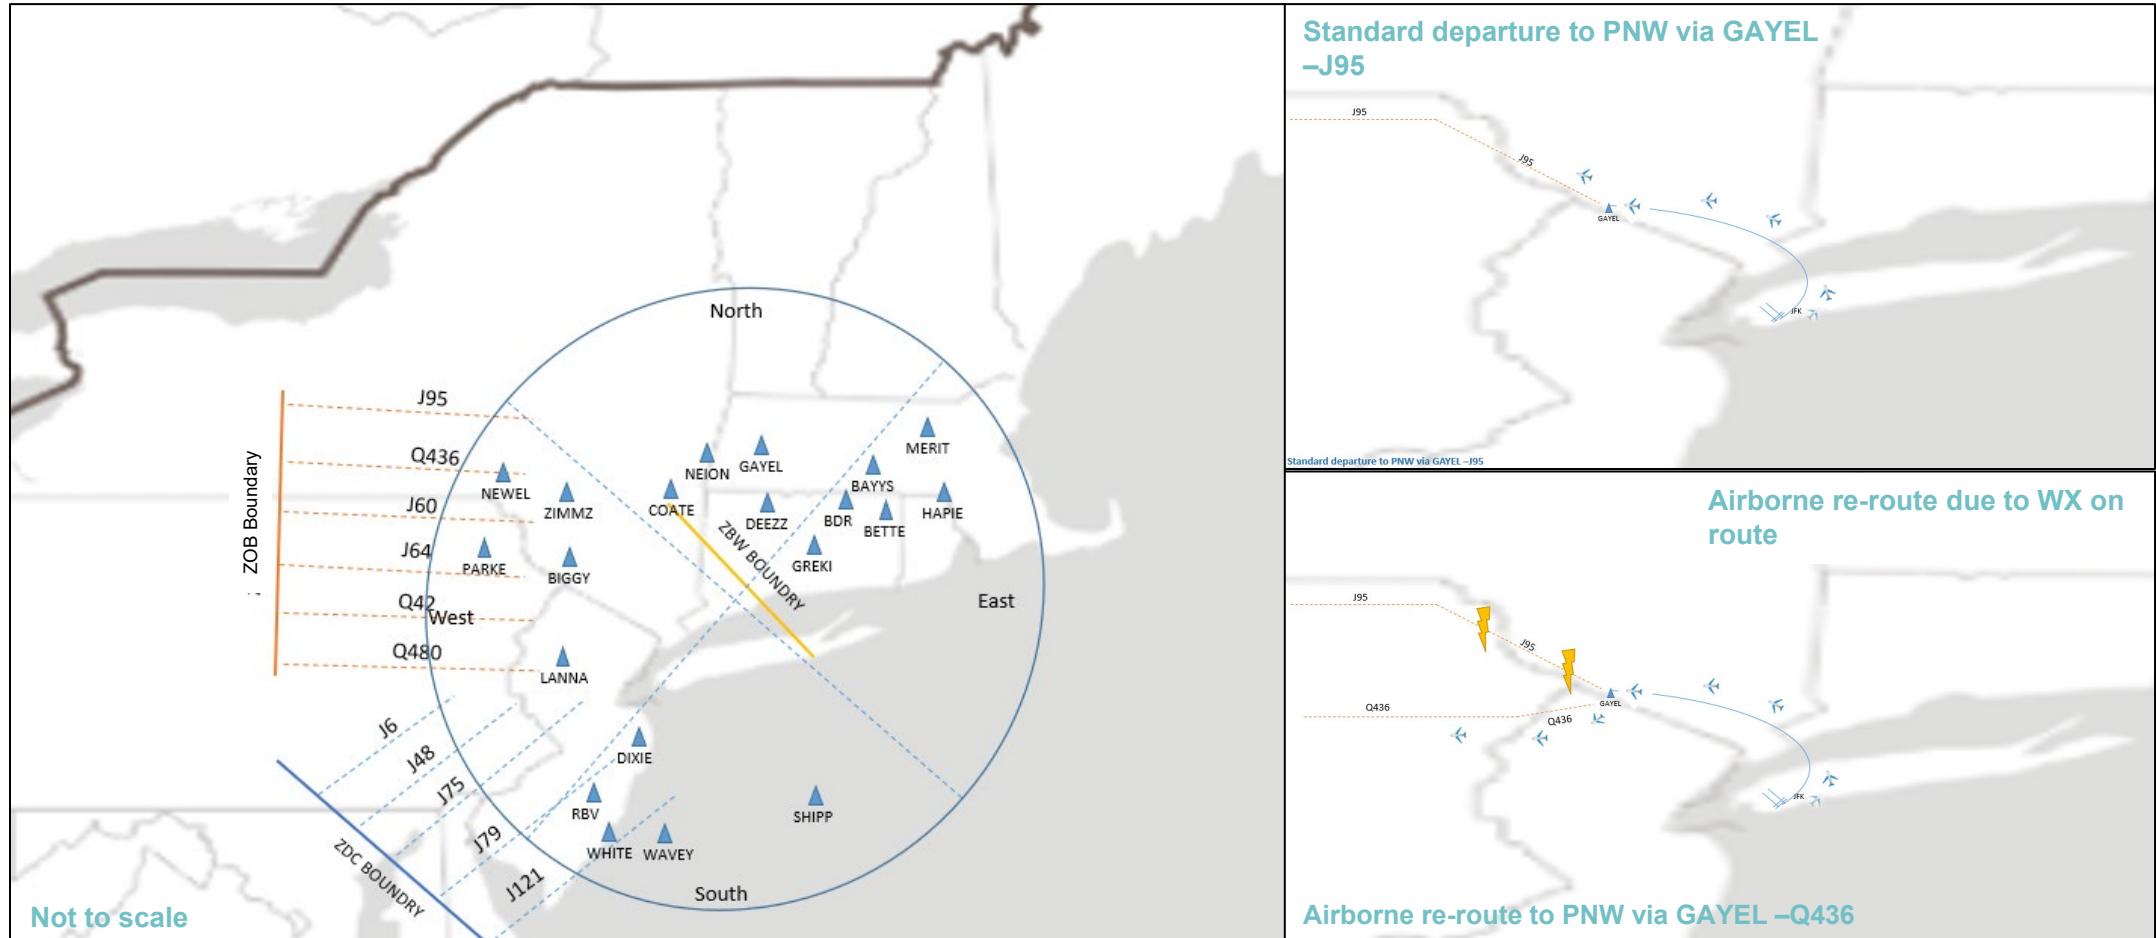 North
J95
Q436
J60
J64
Q42
West
Q480
ZOB Boundary
NEWEL
ZIMMZ
PARKE
BIGGY
LANNA
COATE
NEION
GAYEL
DEEZZ
ZBW BOUNDRY
MERIT
BAYYS
BDR
BETTE
HAPIE
GREKI
East
J6
J48
J75
J79
J121
ZDC BOUNDRY
DIXIE
RBV
WHITE
WAVEY
SHIPP
South
Not to scale
Standard departure to PNW via GAYEL
–J95
J95
J95
GAYEL
JFK
Standard departure to PNW via GAYEL –J95
Airborne re-route due to WX on
route
J95
J95
GAYEL
Q436
Q436
JFK
Airborne re-route to PNW via GAYEL –Q436